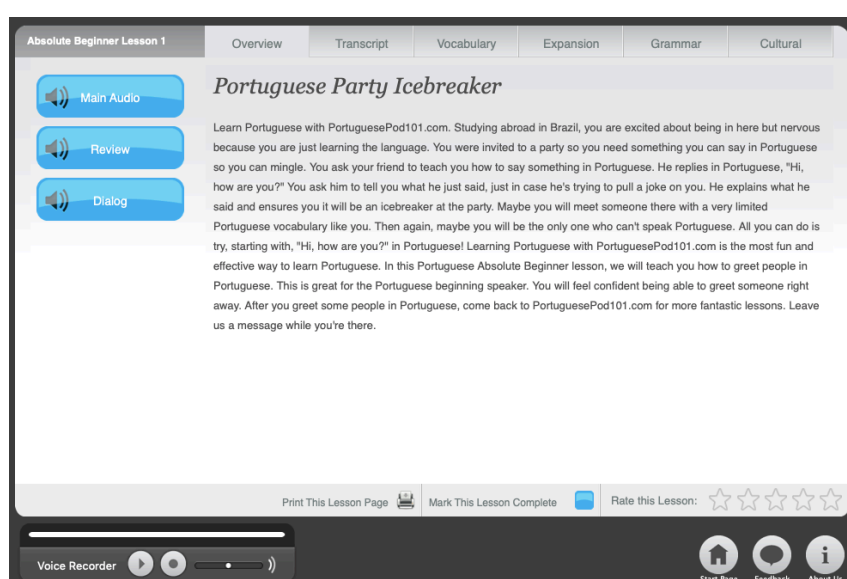 Absolute Beginner Lesson 1
Overview
Transcript
Vocabulary
Expansion
Grammar
Cultural
Main Audio
Review
Dialog
Portuguese Party Icebreaker
Learn Portuguese with PortuguesePod101.com. Studying abroad in Brazil, you are excited about being in here but nervous
because you are just learning the language. You were invited to a party so you need something you can say in Portuguese
so you can mingle. You ask your friend to teach you how to say something in Portuguese. He replies in Portuguese, "Hi,
how are you?" You ask him to tell you what he just said, just in case he's trying to pull a joke on you. He explains what he
said and ensures you it will be an icebreaker at the party. Maybe you will meet someone there with a very limited
Portuguese vocabulary like you. Then again, maybe you will be the only one who can't speak Portuguese. All you can do is
try, starting with, "Hi, how are you?" in Portuguese! Learning Portuguese with PortuguesePod101.com is the most fun and
effective way to learn Portuguese. In this Portuguese Absolute Beginner lesson, we will teach you how to greet people in
Portuguese. This is great for the Portuguese beginning speaker. You will feel confident being able to greet someone right
away. After you greet some people in Portuguese, come back to PortuguesePod101.com for more fantastic lessons. Leave
us a message while you're there.
Print This Lesson Page
Mark This Lesson Complete
Rate this Lesson:
Voice Recorder
Start Page
Feedback
About Us